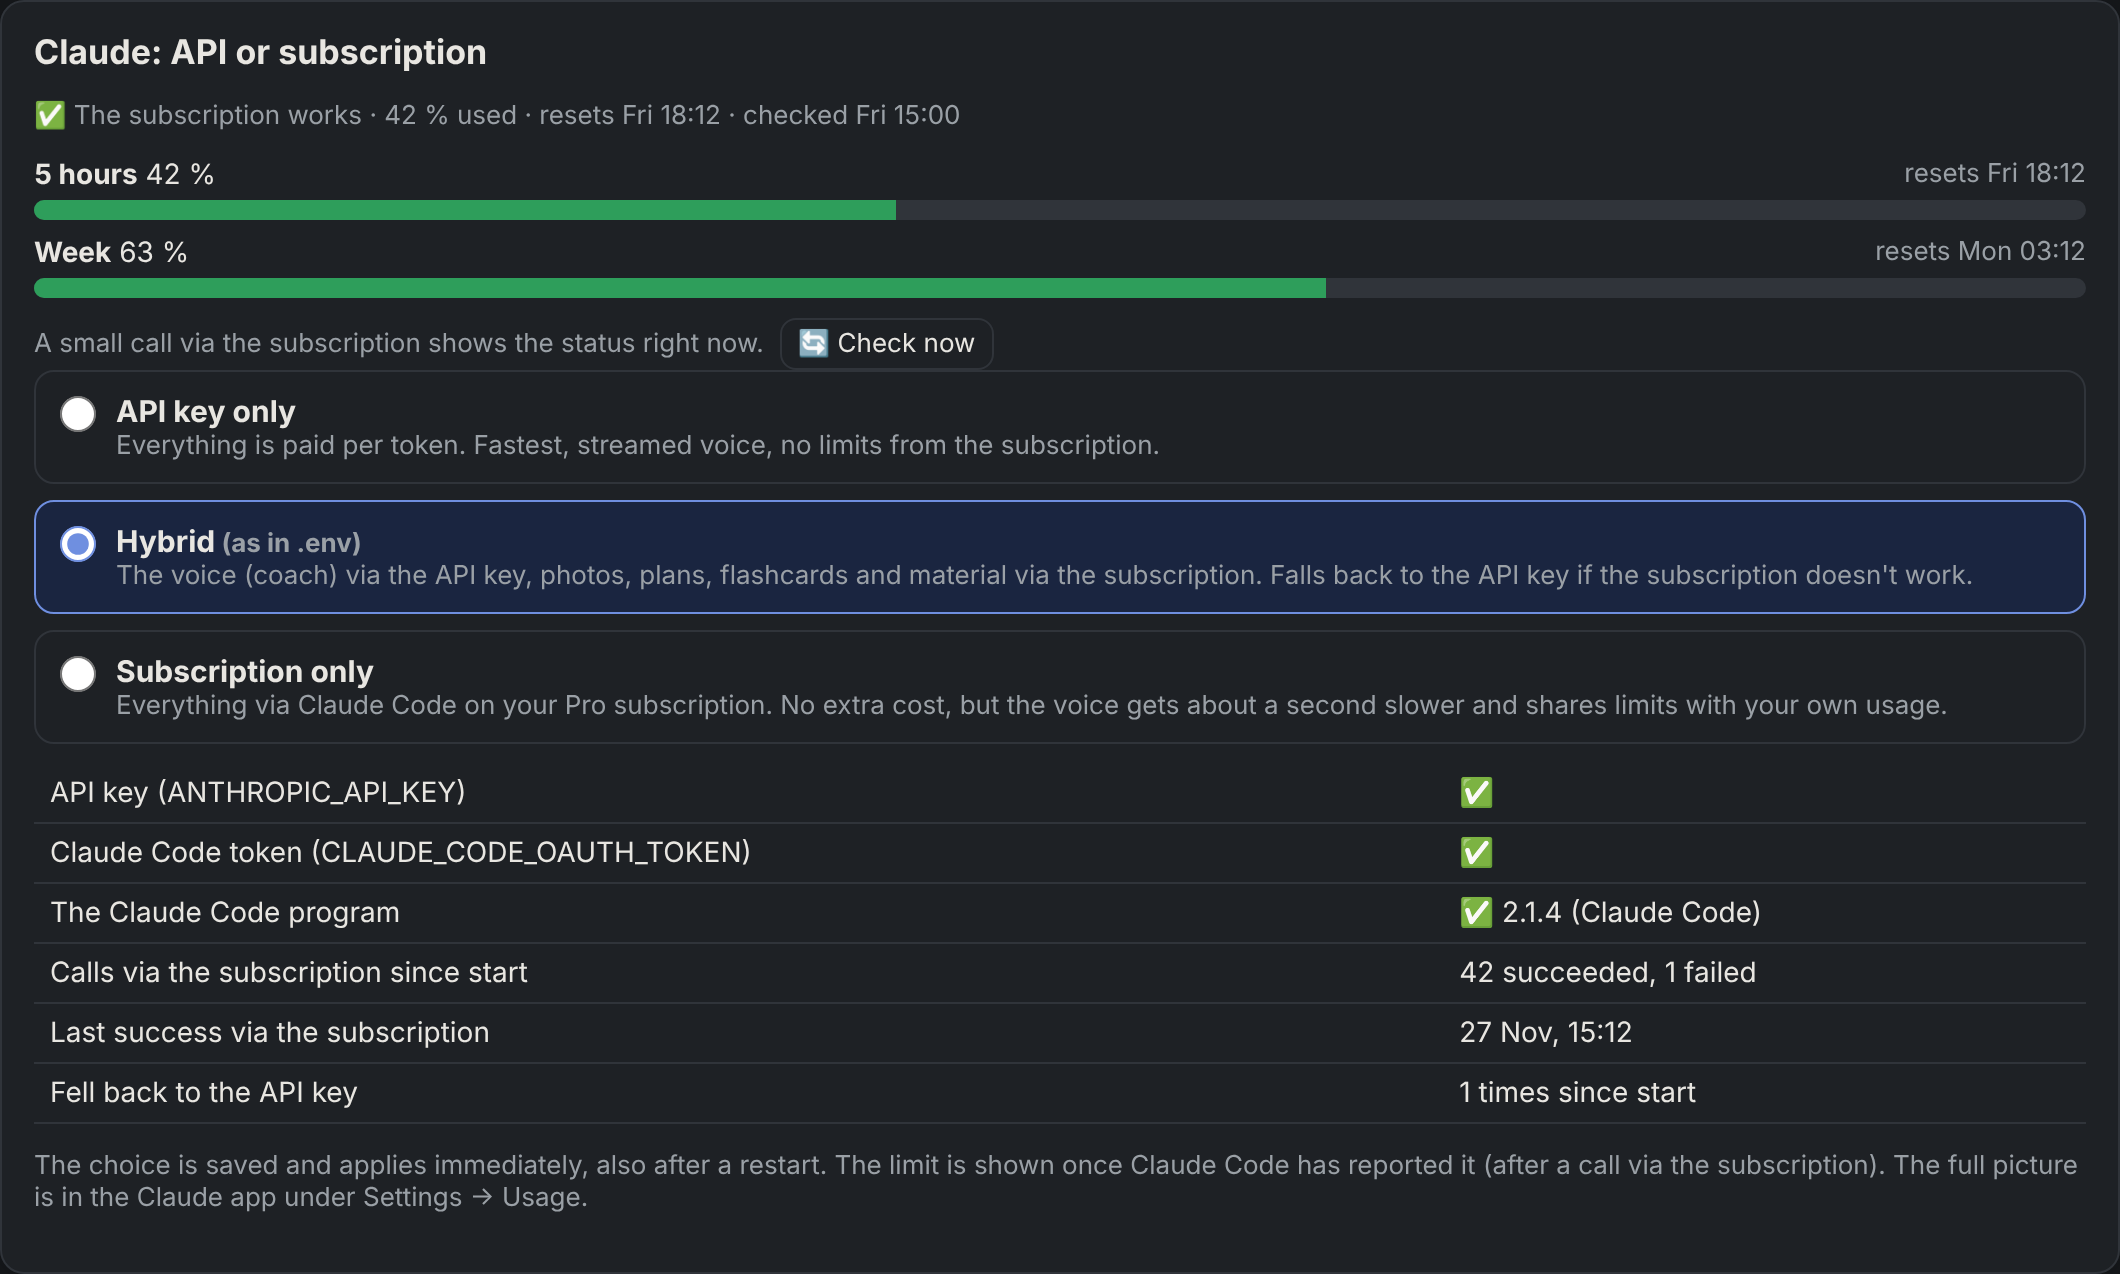 Claude: API or subscription
✅ The subscription works · 42 % used · resets Fri 18:12 · checked Fri 15:00
5 hours 42 % resets Fri 18:12
Week 63 % resets Mon 03:12
A small call via the subscription shows the status right now. 🔄 Check now
API key only
Everything is paid per token. Fastest, streamed voice, no limits from the subscription.
Hybrid (as in .env)
The voice (coach) via the API key, photos, plans, flashcards and material via the subscription. Falls back to the API key if the subscription doesn't work.
Subscription only
Everything via Claude Code on your Pro subscription. No extra cost, but the voice gets about a second slower and shares limits with your own usage.
API key (ANTHROPIC_API_KEY) ✅
Claude Code token (CLAUDE_CODE_OAUTH_TOKEN) ✅
The Claude Code program ✅ 2.1.4 (Claude Code)
Calls via the subscription since start 42 succeeded, 1 failed
Last success via the subscription 27 Nov, 15:12
Fell back to the API key 1 times since start
The choice is saved and applies immediately, also after a restart. The limit is shown once Claude Code has reported it (after a call via the subscription). The full picture
is in the Claude app under Settings → Usage.